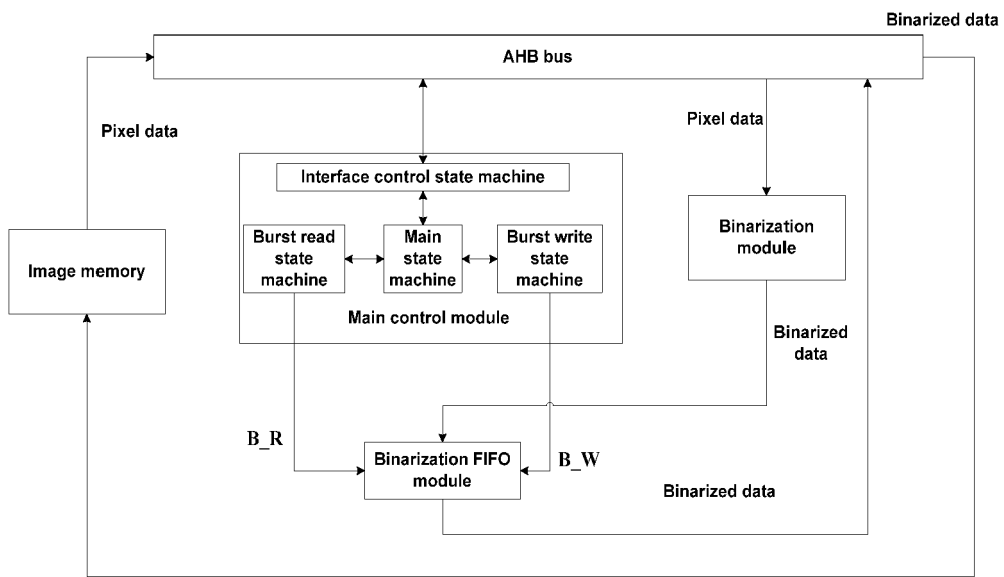 Binarized data
AHB bus
Pixel data
Pixel data
Interface control state machine
Burst read
state
machine
Main
state
machine
Burst write
state
machine
Binarization
module
Image memory
Main control module
Binarized
data
B_R
Binarization FIFO
module
B_W
Binarized data